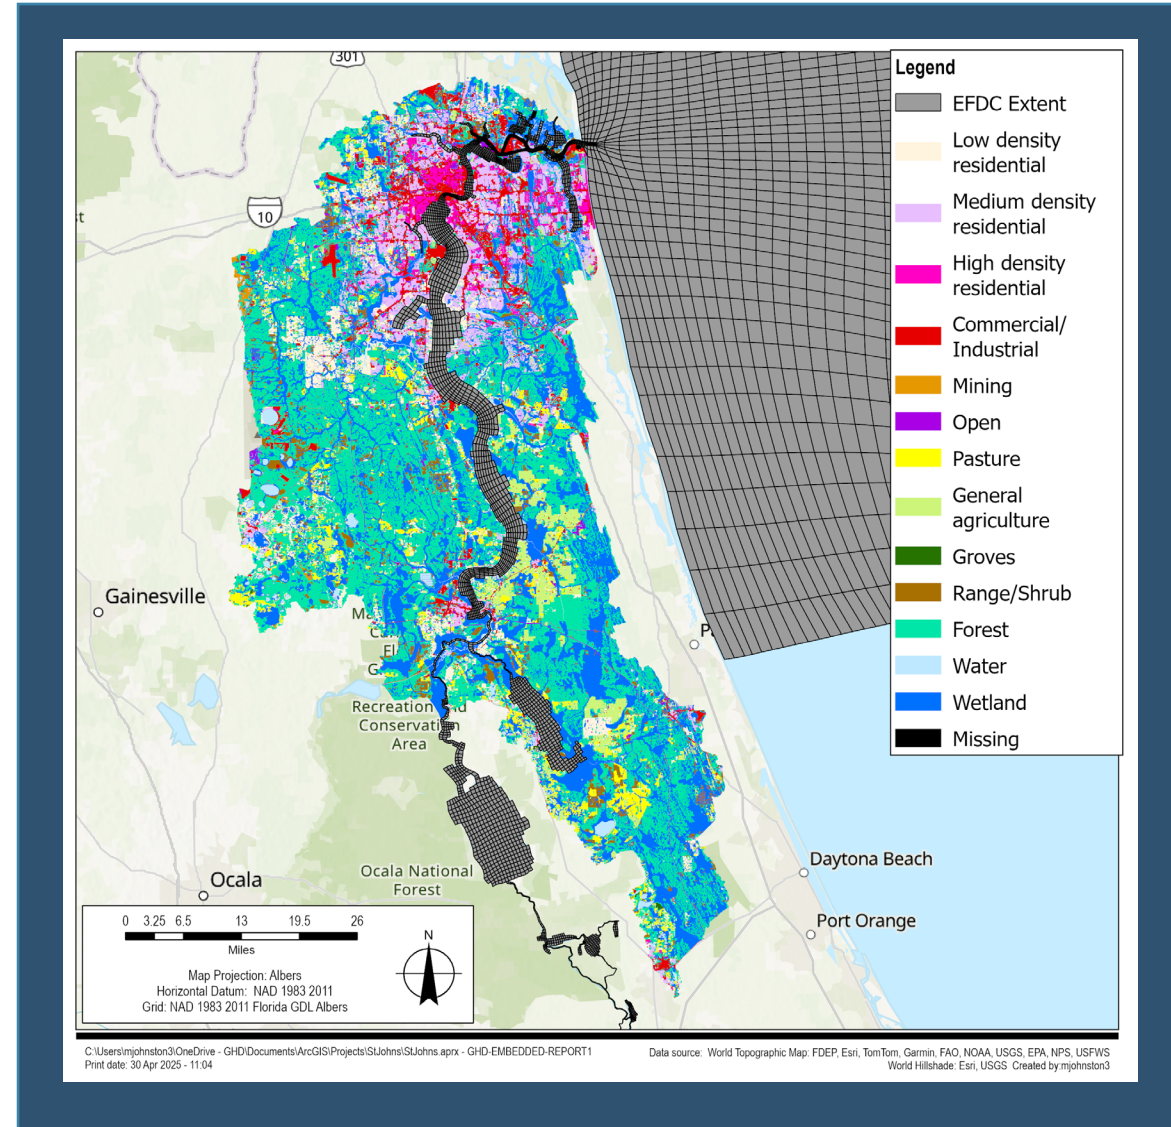 301
10
st
Gainesville
Ocala
Recreation and
Conservation
Area
Ocala National
Forest
P
Daytona Beach
Port Orange
Legend
EFDC Extent
Low density
residential
Medium density
residential
High density
residential
Commercial/
Industrial
Mining
Open
Pasture
General
agriculture
Groves
Range/Shrub
Forest
Water
Wetland
Missing
0 3.25 6.5 13 19.5 26
Miles
Map Projection: Albers
Horizontal Datum: NAD 1983 2011
Grid: NAD 1983 2011 Florida GDL Albers
N
C:\Users\mjohnston3\OneDrive - GHD\Documents\ArcGIS\Projects\StJohns\StJohns.aprx - GHD-EMBEDDED-REPORT1
Print date: 30 Apr 2025 - 11:04
Data source: World Topographic Map: FDEP, Esri, TomTom, Garmin, FAO, NOAA, USGS, EPA, NPS, USFWS
World Hillshade: Esri, USGS Created by:mjohnston3